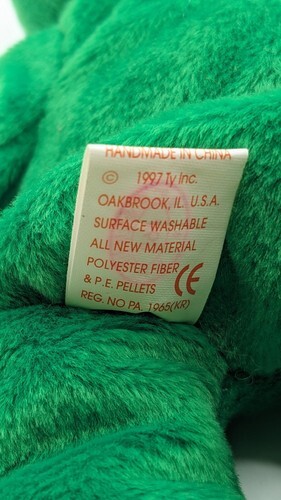 HANDMADE IN CHINA
© 1997 Ty Inc.
OAKBROOK, IL. U.S.A.
SURFACE WASHABLE
ALL NEW MATERIAL
POLYESTER FIBER
& P.E. PELLETS CE
REG. NO PA. 1965(KR)